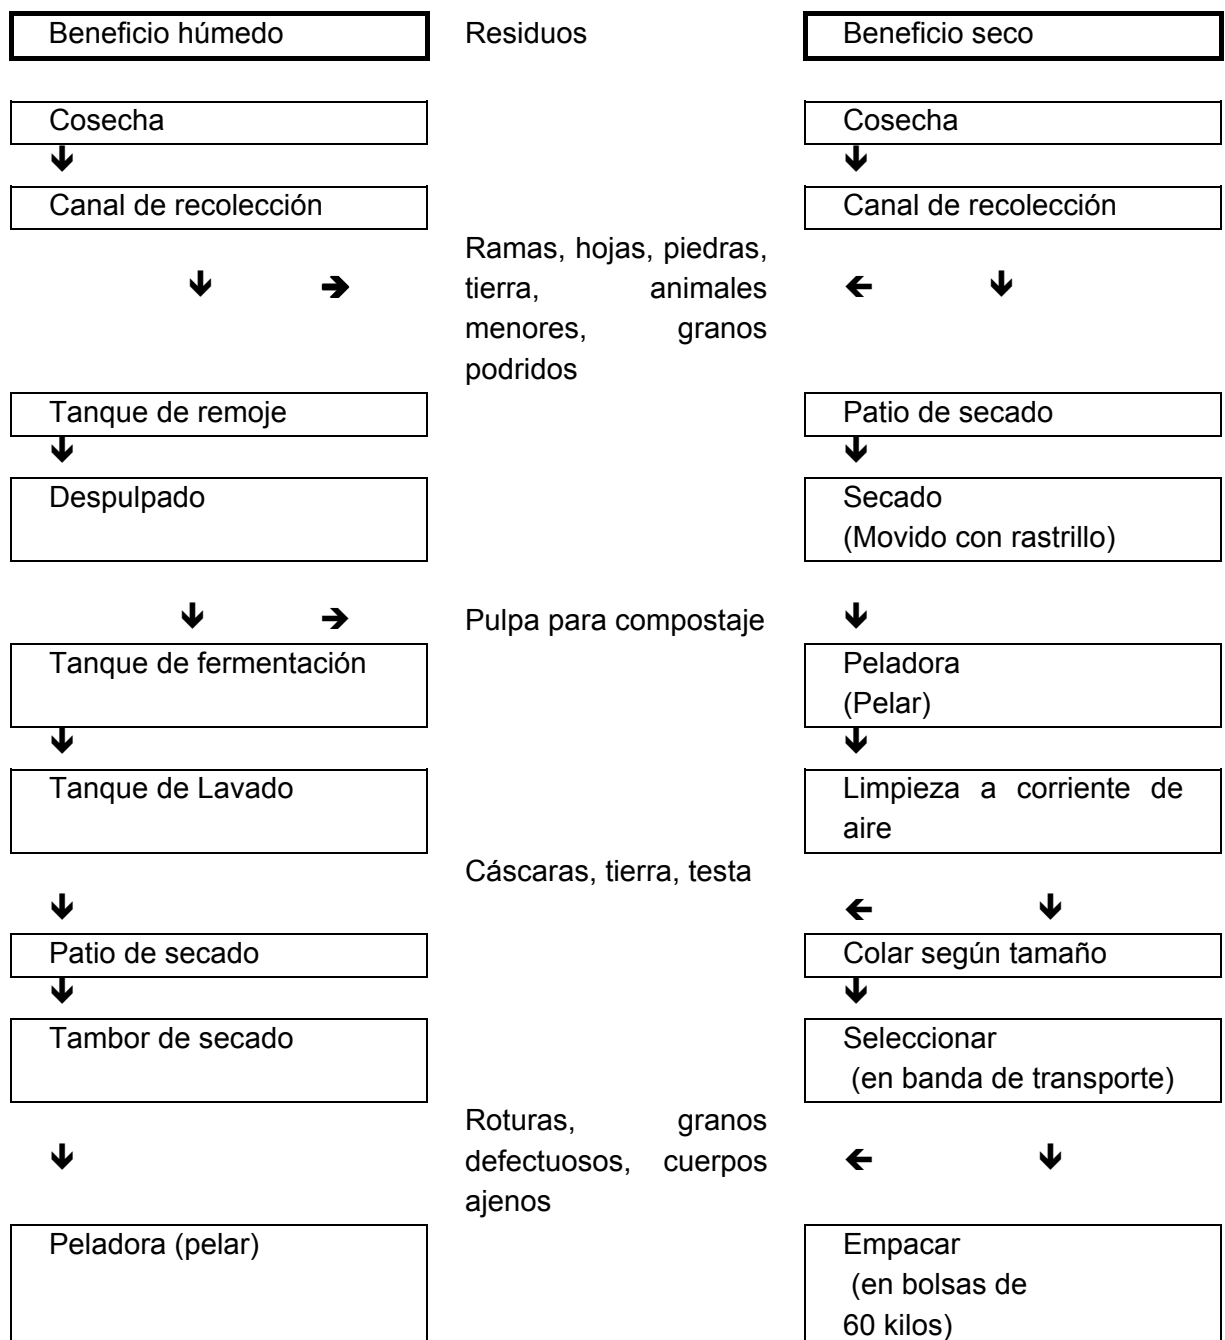 Beneficio húmedo
Residuos
Beneficio seco
Cosecha
Cosecha
Canal de recolección
Canal de recolección
Ramas, hojas, piedras,
tierra, animales
menores, granos
podridos
Tanque de remoje
Patio de secado
Despulpado
Secado
(Movido con rastrillo)
Pulpa para compostaje
Tanque de fermentación
Peladora
(Pelar)
Tanque de Lavado
Limpieza a corriente de
aire
Cáscaras, tierra, testa
Patio de secado
Colar según tamaño
Tambor de secado
Seleccionar
(en banda de transporte)
Roturas, granos
defectuosos, cuerpos
ajenos
Peladora (pelar)
Empacar
(en bolsas de
60 kilos)